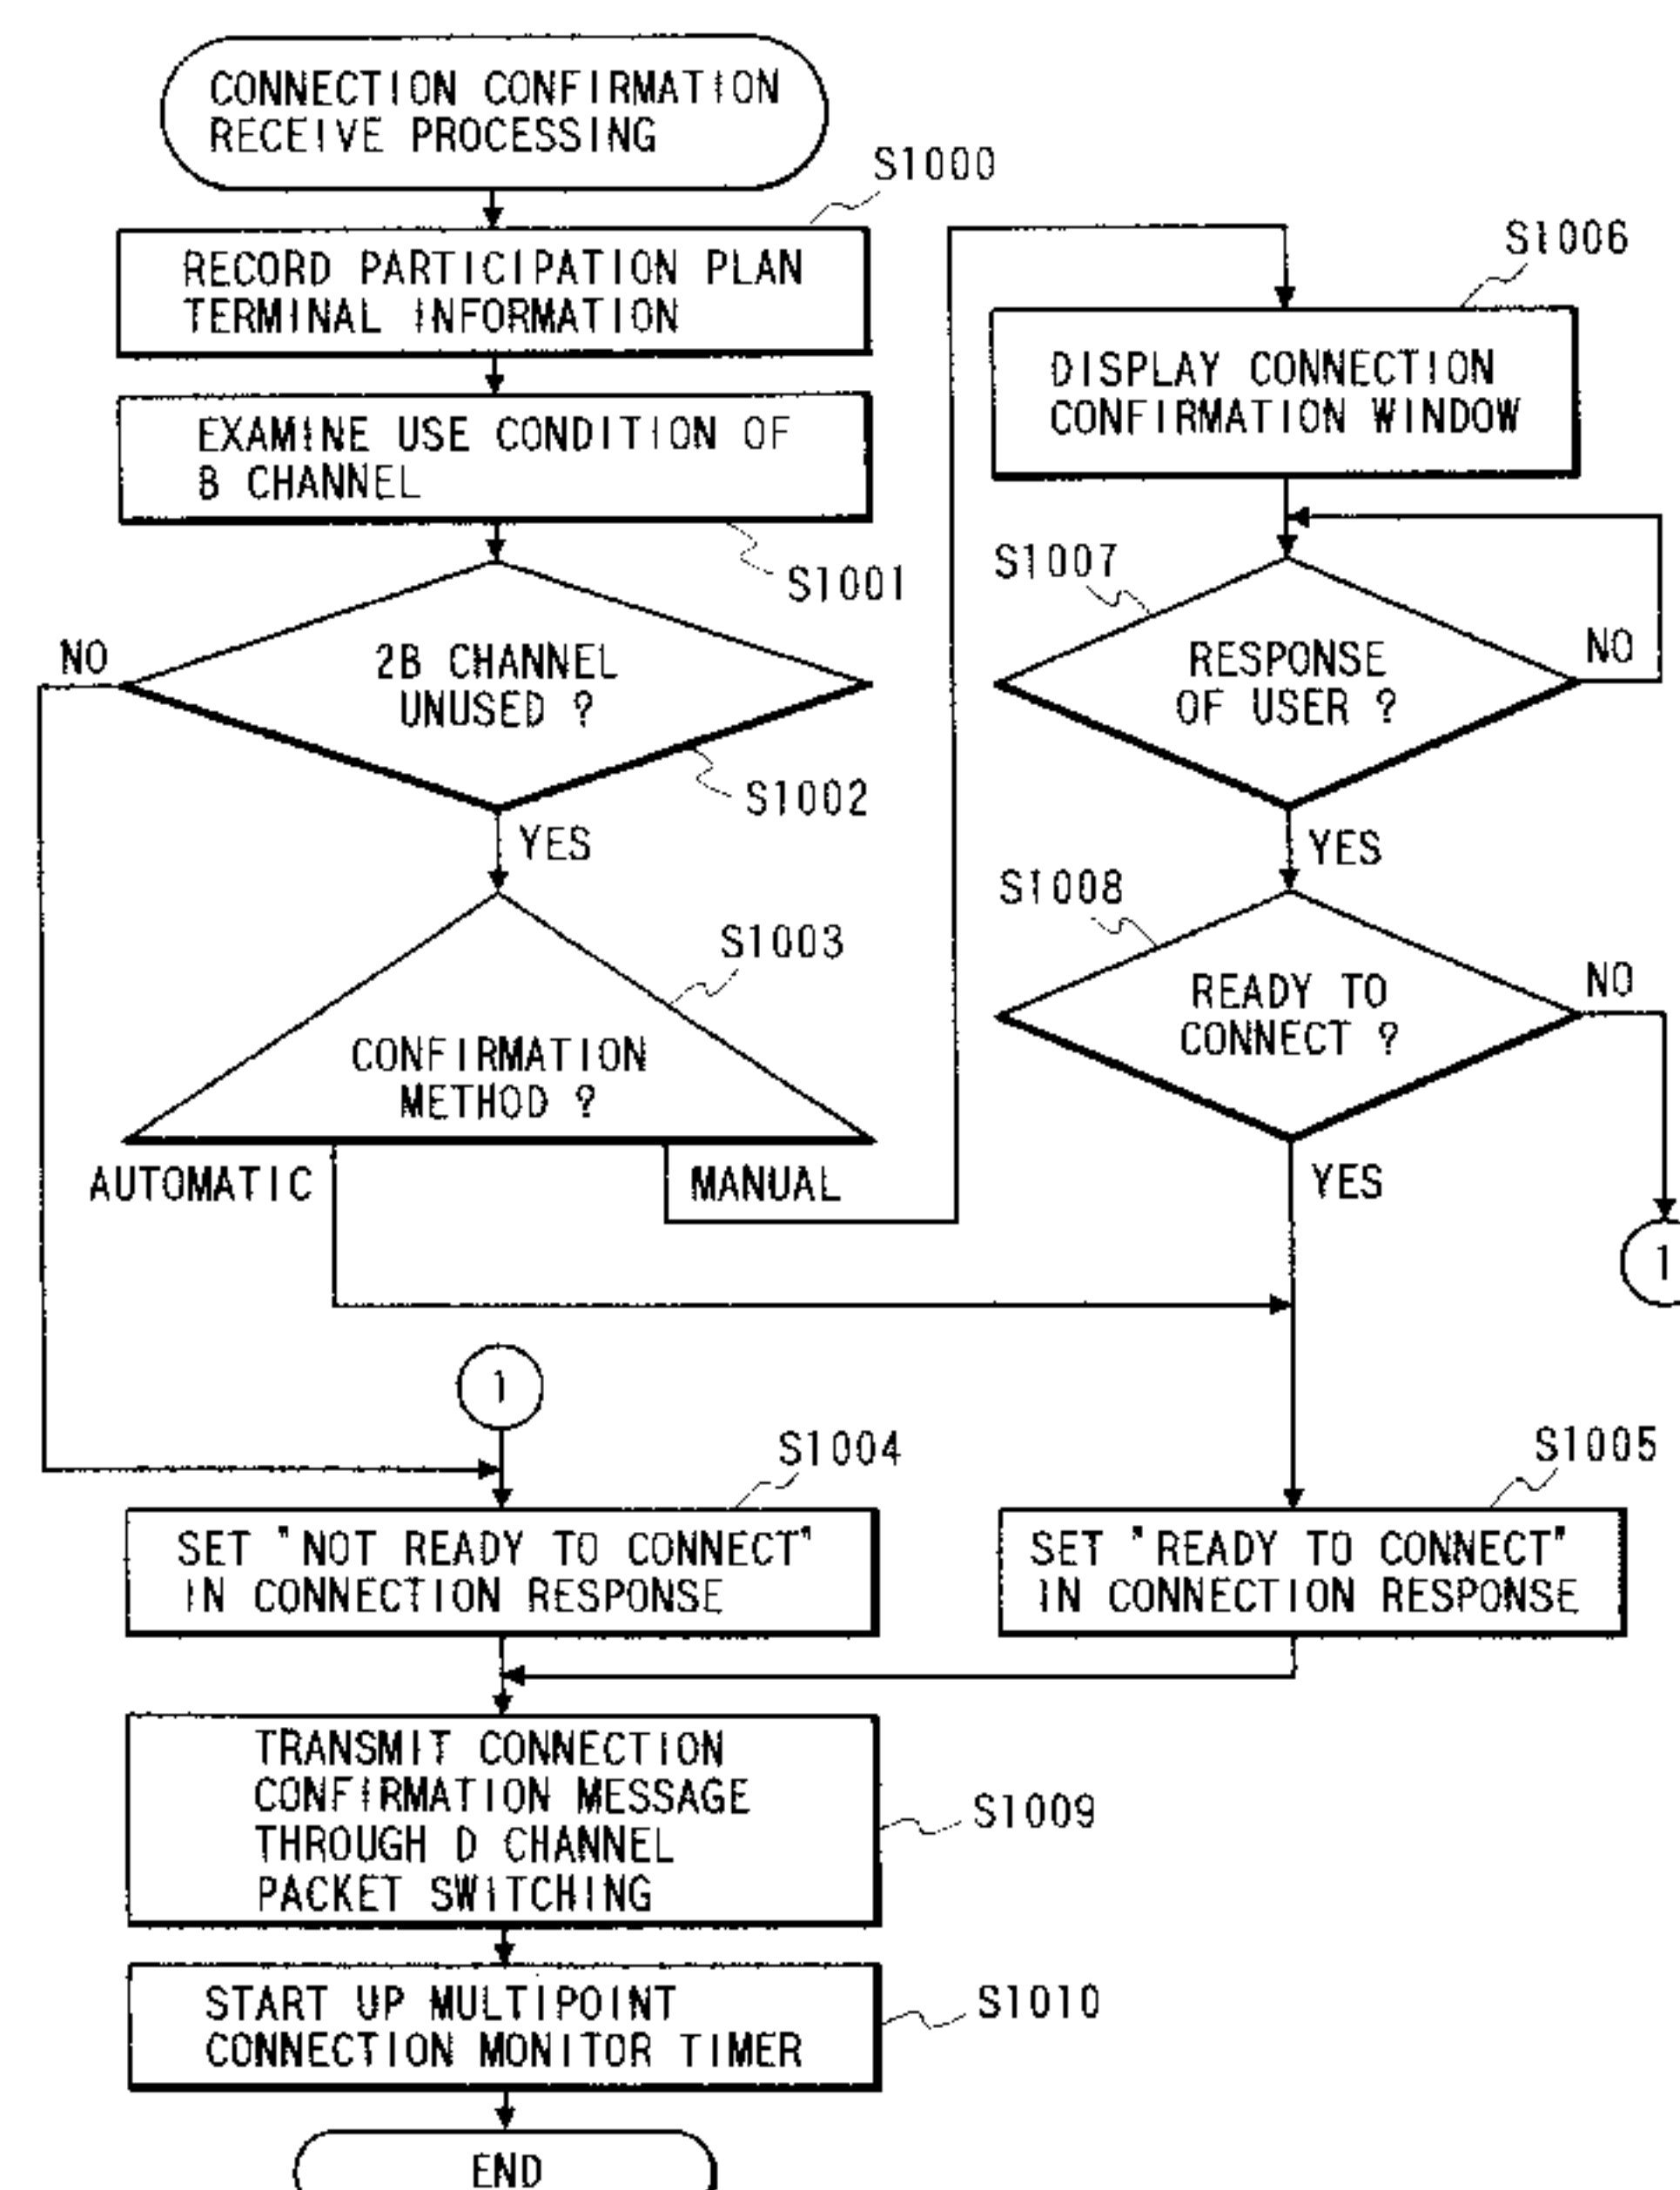 CONNECTION CONFIRMATION
RECEIVE PROCESSING
S1000
RECORD PARTICIPATION PLAN
TERMINAL INFORMATION
EXAMINE USE CONDITION OF
B CHANNEL
S1001
2B CHANNEL
UNUSED ?
NO
S1002
YES
S1003
CONFIRMATION
METHOD ?
AUTOMATIC
MANUAL
S1006
DISPLAY CONNECTION
CONFIRMATION WINDOW
S1007
RESPONSE
OF USER ?
NO
YES
S1008
READY TO
CONNECT ?
NO
YES
1
1
S1004
SET "NOT READY TO CONNECT"
IN CONNECTION RESPONSE
S1005
SET "READY TO CONNECT"
IN CONNECTION RESPONSE
TRANSMIT CONNECTION
CONFIRMATION MESSAGE
THROUGH D CHANNEL
PACKET SWITCHING
S1009
START UP MULTIPOINT
CONNECTION MONITOR TIMER
S1010
END